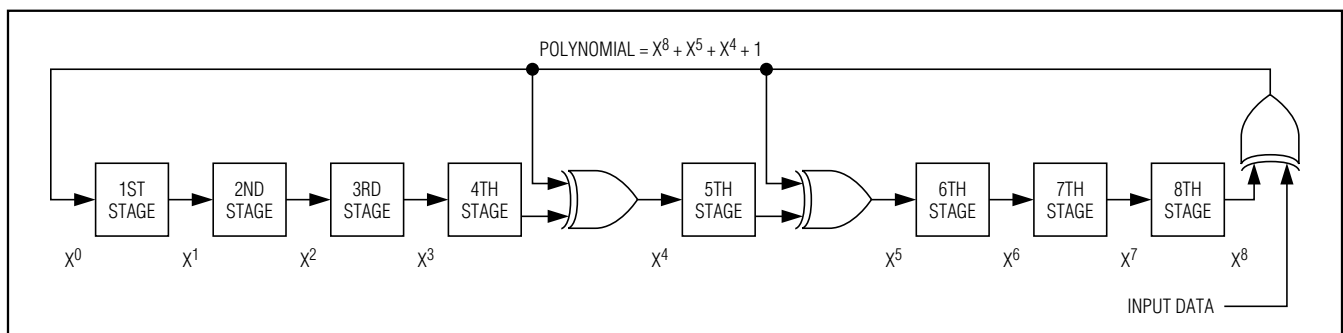 POLYNOMIAL = X⁸ + X⁵ + X⁴ + 1
1ST
STAGE
2ND
STAGE
3RD
STAGE
4TH
STAGE
5TH
STAGE
6TH
STAGE
7TH
STAGE
8TH
STAGE
X⁰
X¹
X²
X³
X⁴
X⁵
X⁶
X⁷
X⁸
INPUT DATA